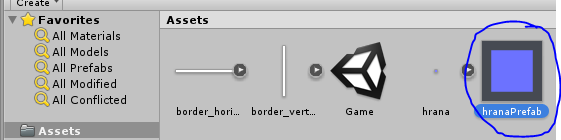 Create
Favorites
All Materials
All Models
All Prefabs
All Modified
All Conflicted
Assets
Assets
border_hori...
border_vert...
Game
hrana
hranaPrefab